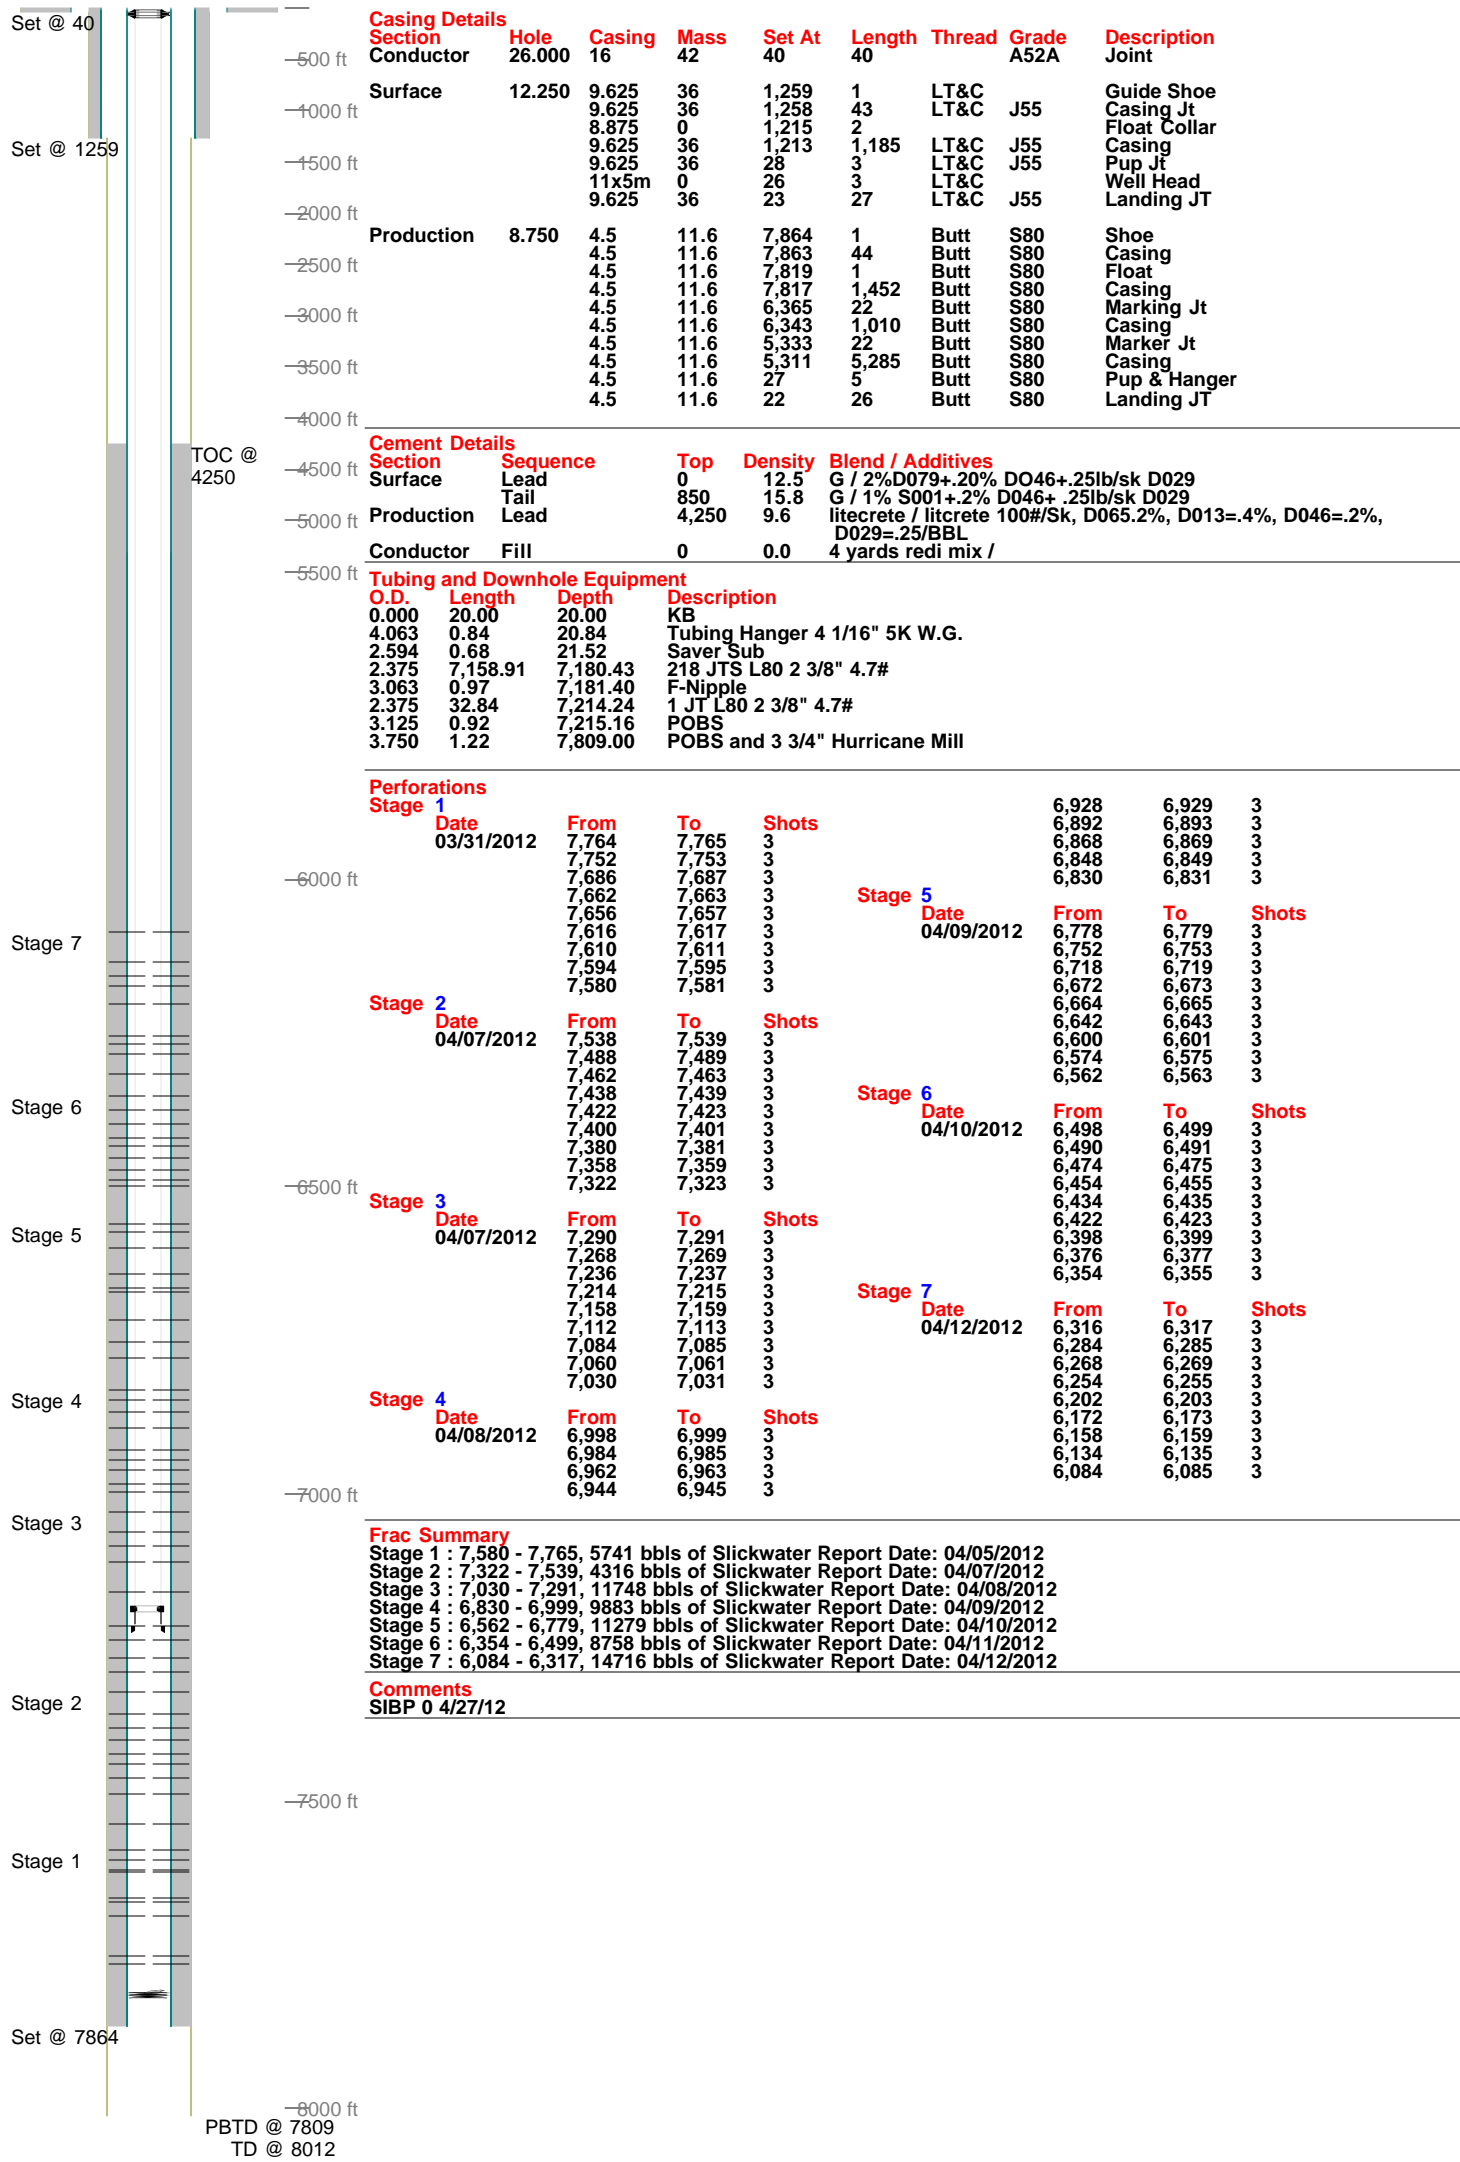 Set @ 40
Set @ 1259
TOC @
4250
Stage 7
Stage 6
Stage 5
Stage 4
Stage 3
Stage 2
Stage 1
Set @ 7864
PBTD @ 7809
TD @ 8012
500 ft
1000 ft
1500 ft
2000 ft
2500 ft
3000 ft
3500 ft
4000 ft
4500 ft
5000 ft
5500 ft
6000 ft
6500 ft
7000 ft
7500 ft
8000 ft
Casing Details
Section Hole Casing Mass Set At Length Thread Grade Description
Conductor 26.000 16 42 40 40 A52A Joint
Surface 12.250 9.625 36 1,259 1 LT&C Guide Shoe
9.625 36 1,258 43 LT&C J55 Casing Jt
8.875 0 1,215 2 Float Collar
9.625 36 1,213 1,185 LT&C J55 Casing
9.625 36 28 3 LT&C J55 Pup Jt
11x5m 0 26 3 LT&C Well Head
9.625 36 23 27 LT&C J55 Landing JT
Production 8.750 4.5 11.6 7,864 1 Butt S80 Shoe
4.5 11.6 7,863 44 Butt S80 Casing
4.5 11.6 7,819 1 Butt S80 Float
4.5 11.6 7,817 1,452 Butt S80 Casing
4.5 11.6 6,365 22 Butt S80 Marking Jt
4.5 11.6 6,343 1,010 Butt S80 Casing
4.5 11.6 5,333 22 Butt S80 Marker Jt
4.5 11.6 5,311 5,285 Butt S80 Casing
4.5 11.6 27 5 Butt S80 Pup & Hanger
4.5 11.6 22 26 Butt S80 Landing JT
Cement Details
Section Sequence Top Density Blend / Additives
Surface Lead 0 12.5 G / 2%D079+.20% DO46+.25lb/sk D029
Tail 850 15.8 G / 1% S001+.2% D046+ .25lb/sk D029
Production Lead 4,250 9.6 litecrete / litcrete 100#/Sk, D065.2%, D013=.4%, D046=.2%,
D029=.25/BBL
Conductor Fill 0 0.0 4 yards redi mix /
Tubing and Downhole Equipment
O.D. Length Depth Description
0.000 20.00 20.00 KB
4.063 0.84 20.84 Tubing Hanger 4 1/16" 5K W.G.
2.594 0.68 21.52 Saver Sub
2.375 7,158.91 7,180.43 218 JTS L80 2 3/8" 4.7#
3.063 0.97 7,181.40 F-Nipple
2.375 32.84 7,214.24 1 JT L80 2 3/8" 4.7#
3.125 0.92 7,215.16 POBS
3.750 1.22 7,809.00 POBS and 3 3/4" Hurricane Mill
Perforations
Stage 1
Date From To Shots
03/31/2012 7,764 7,765 3
7,752 7,753 3
7,686 7,687 3
7,662 7,663 3
7,656 7,657 3
7,616 7,617 3
7,610 7,611 3
7,594 7,595 3
7,580 7,581 3
Stage 2
Date From To Shots
04/07/2012 7,538 7,539 3
7,488 7,489 3
7,462 7,463 3
7,438 7,439 3
7,422 7,423 3
7,400 7,401 3
7,380 7,381 3
7,358 7,359 3
7,322 7,323 3
Stage 3
Date From To Shots
04/07/2012 7,290 7,291 3
7,268 7,269 3
7,236 7,237 3
7,214 7,215 3
7,158 7,159 3
7,112 7,113 3
7,084 7,085 3
7,060 7,061 3
7,030 7,031 3
Stage 4
Date From To Shots
04/08/2012 6,998 6,999 3
6,984 6,985 3
6,962 6,963 3
6,944 6,945 3
6,928 6,929 3
6,892 6,893 3
6,868 6,869 3
6,848 6,849 3
6,830 6,831 3
Stage 5
Date From To Shots
04/09/2012 6,778 6,779 3
6,752 6,753 3
6,718 6,719 3
6,672 6,673 3
6,664 6,665 3
6,642 6,643 3
6,600 6,601 3
6,574 6,575 3
6,562 6,563 3
Stage 6
Date From To Shots
04/10/2012 6,498 6,499 3
6,490 6,491 3
6,474 6,475 3
6,454 6,455 3
6,434 6,435 3
6,422 6,423 3
6,398 6,399 3
6,376 6,377 3
6,354 6,355 3
Stage 7
Date From To Shots
04/12/2012 6,316 6,317 3
6,284 6,285 3
6,268 6,269 3
6,254 6,255 3
6,202 6,203 3
6,172 6,173 3
6,158 6,159 3
6,134 6,135 3
6,084 6,085 3
Frac Summary
Stage 1 : 7,580 - 7,765, 5741 bbls of Slickwater Report Date: 04/05/2012
Stage 2 : 7,322 - 7,539, 4316 bbls of Slickwater Report Date: 04/07/2012
Stage 3 : 7,030 - 7,291, 11748 bbls of Slickwater Report Date: 04/08/2012
Stage 4 : 6,830 - 6,999, 9883 bbls of Slickwater Report Date: 04/09/2012
Stage 5 : 6,562 - 6,779, 11279 bbls of Slickwater Report Date: 04/10/2012
Stage 6 : 6,354 - 6,499, 8758 bbls of Slickwater Report Date: 04/11/2012
Stage 7 : 6,084 - 6,317, 14716 bbls of Slickwater Report Date: 04/12/2012
Comments
SIBP 0 4/27/12